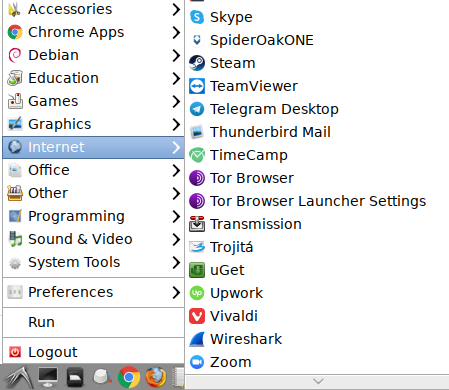 Accessories
Chrome Apps
Debian
Education
Games
Graphics
Internet
Office
Other
Programming
Sound & Video
System Tools
Preferences
Run
Logout
Skype
SpiderOakONE
Steam
TeamViewer
Telegram Desktop
Thunderbird Mail
TimeCamp
Tor Browser
Tor Browser Launcher Settings
Transmission
Trojitá
uGet
Up
Upwork
Vivaldi
Wireshark
Zoom